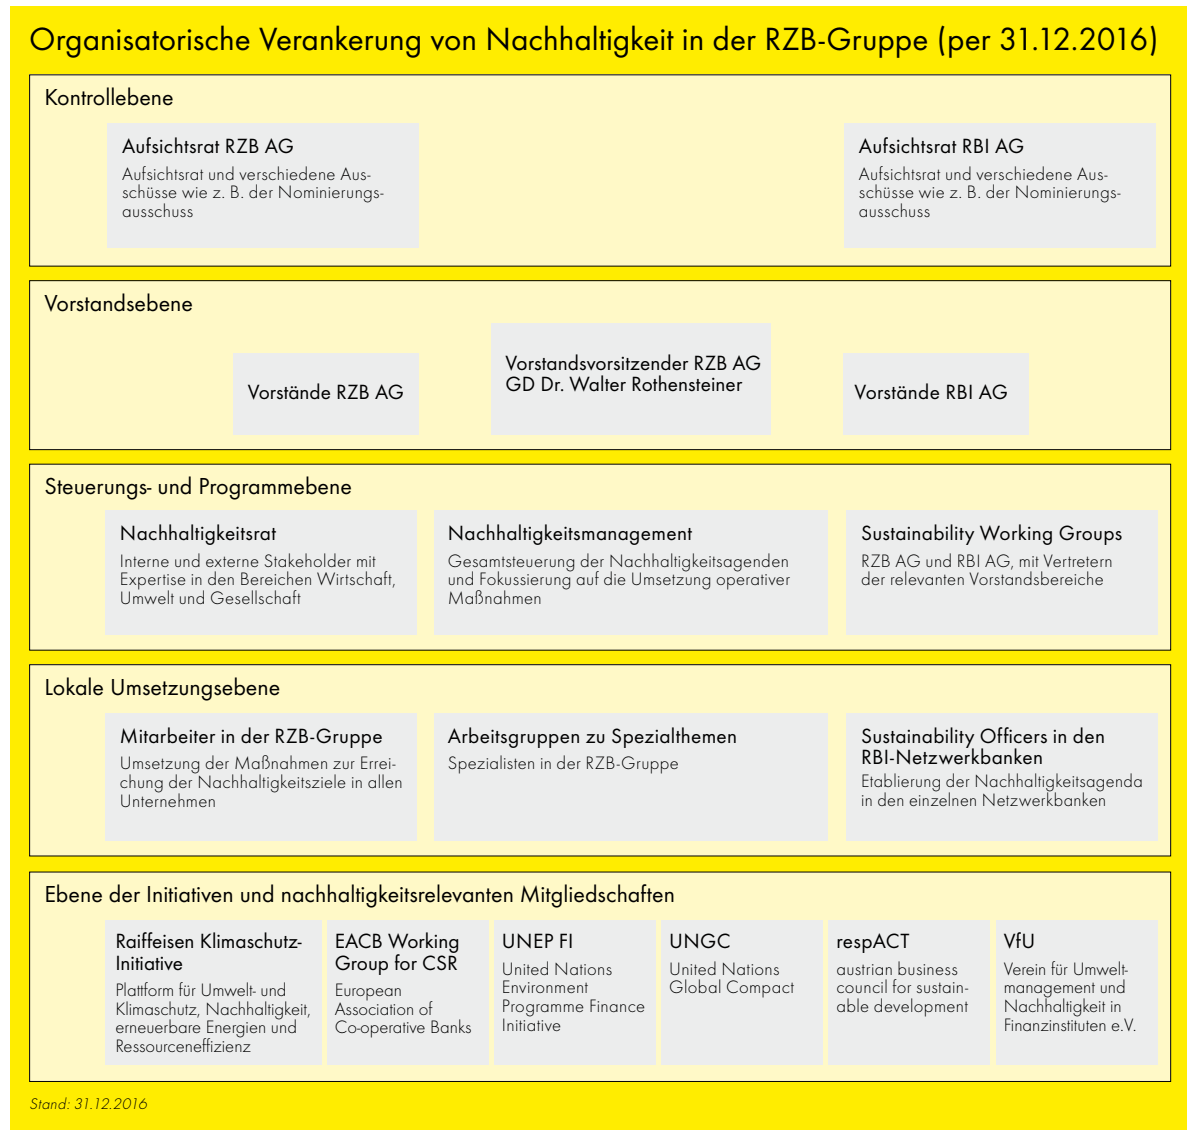 Organisatorische Verankerung von Nachhaltigkeit in der RZB-Gruppe (per 31.12.2016)
Kontrollebene
Aufsichtsrat RZB AG
Aufsichtsrat und verschiedene Aus-
schüsse wie z. B. der Nominierungs-
ausschuss
Aufsichtsrat RBI AG
Aufsichtsrat und verschiedene Aus-
schüsse wie z. B. der Nominierungs-
ausschuss
Vorstandsebene
Vorstände RZB AG
Vorstandsvorsitzender RZB AG
GD Dr. Walter Rothensteiner
Vorstände RBI AG
Steuerungs- und Programmebene
Nachhaltigkeitsrat
Interne und externe Stakeholder mit
Expertise in den Bereichen Wirtschaft,
Umwelt und Gesellschaft
Nachhaltigkeitsmanagement
Gesamtsteuerung der Nachhaltigkeitsagenden
und Fokussierung auf die Umsetzung operativer
Maßnahmen
Sustainability Working Groups
RZB AG und RBI AG, mit Vertretern
der relevanten Vorstandsbereiche
Lokale Umsetzungsebene
Mitarbeiter in der RZB-Gruppe
Umsetzung der Maßnahmen zur Errei-
chung der Nachhaltigkeitsziele in allen
Unternehmen
Arbeitsgruppen zu Spezialthemen
Spezialisten in der RZB-Gruppe
Sustainability Officers in den
RBI-Netzwerkbanken
Etablierung der Nachhaltigkeitsagenda
in den einzelnen Netzwerkbanken
Ebene der Initiativen und nachhaltigkeitsrelevanten Mitgliedschaften
Raiffeisen Klimaschutz-
Initiative
Plattform für Umwelt- und
Klimaschutz, Nachhaltigkeit,
erneuerbare Energien und
Ressourceneffizienz
EACB Working
Group for CSR
European
Association of
Co-operative Banks
UNEP FI
United Nations
Environment
Programme Finance
Initiative
UNGC
United Nations
Global Compact
respACT
austrian business
council for sustain-
able development
VfU
Verein für Umwelt-
management und
Nachhaltigkeit in
Finanzinstituten e.V.
Stand: 31.12.2016